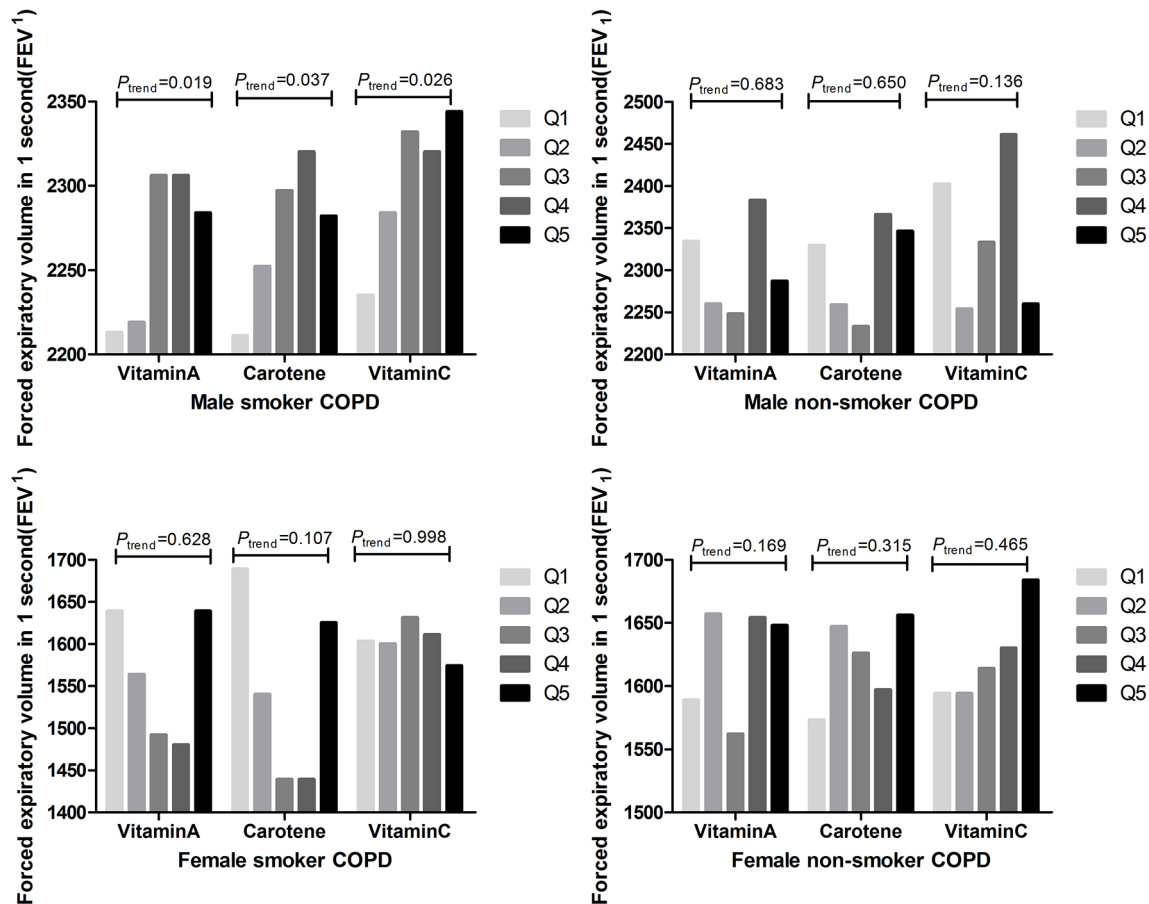 Forced expiratory volume in 1 second(FEV¹)
Ptrend=0.019
Ptrend=0.037
Ptrend=0.026
2350
2300
2250
2200
VitaminA
Carotene
VitaminC
Male smoker COPD
Q1
Q2
Q3
Q4
Q5
Forced expiratory volume in 1 second(FEV₁)
Ptrend=0.683
Ptrend=0.650
Ptrend=0.136
2500
2450
2400
2350
2300
2250
2200
VitaminA
Carotene
VitaminC
Male non-smoker COPD
Q1
Q2
Q3
Q4
Q5
Forced expiratory volume in 1 second(FEV¹)
Ptrend=0.628
Ptrend=0.107
Ptrend=0.998
1700
1650
1600
1550
1500
1450
1400
VitaminA
Carotene
VitaminC
Female smoker COPD
Q1
Q2
Q3
Q4
Q5
Forced expiratory volume in 1 second(FEV₁)
Ptrend=0.169
Ptrend=0.315
Ptrend=0.465
1700
1650
1600
1550
1500
VitaminA
Carotene
VitaminC
Female non-smoker COPD
Q1
Q2
Q3
Q4
Q5